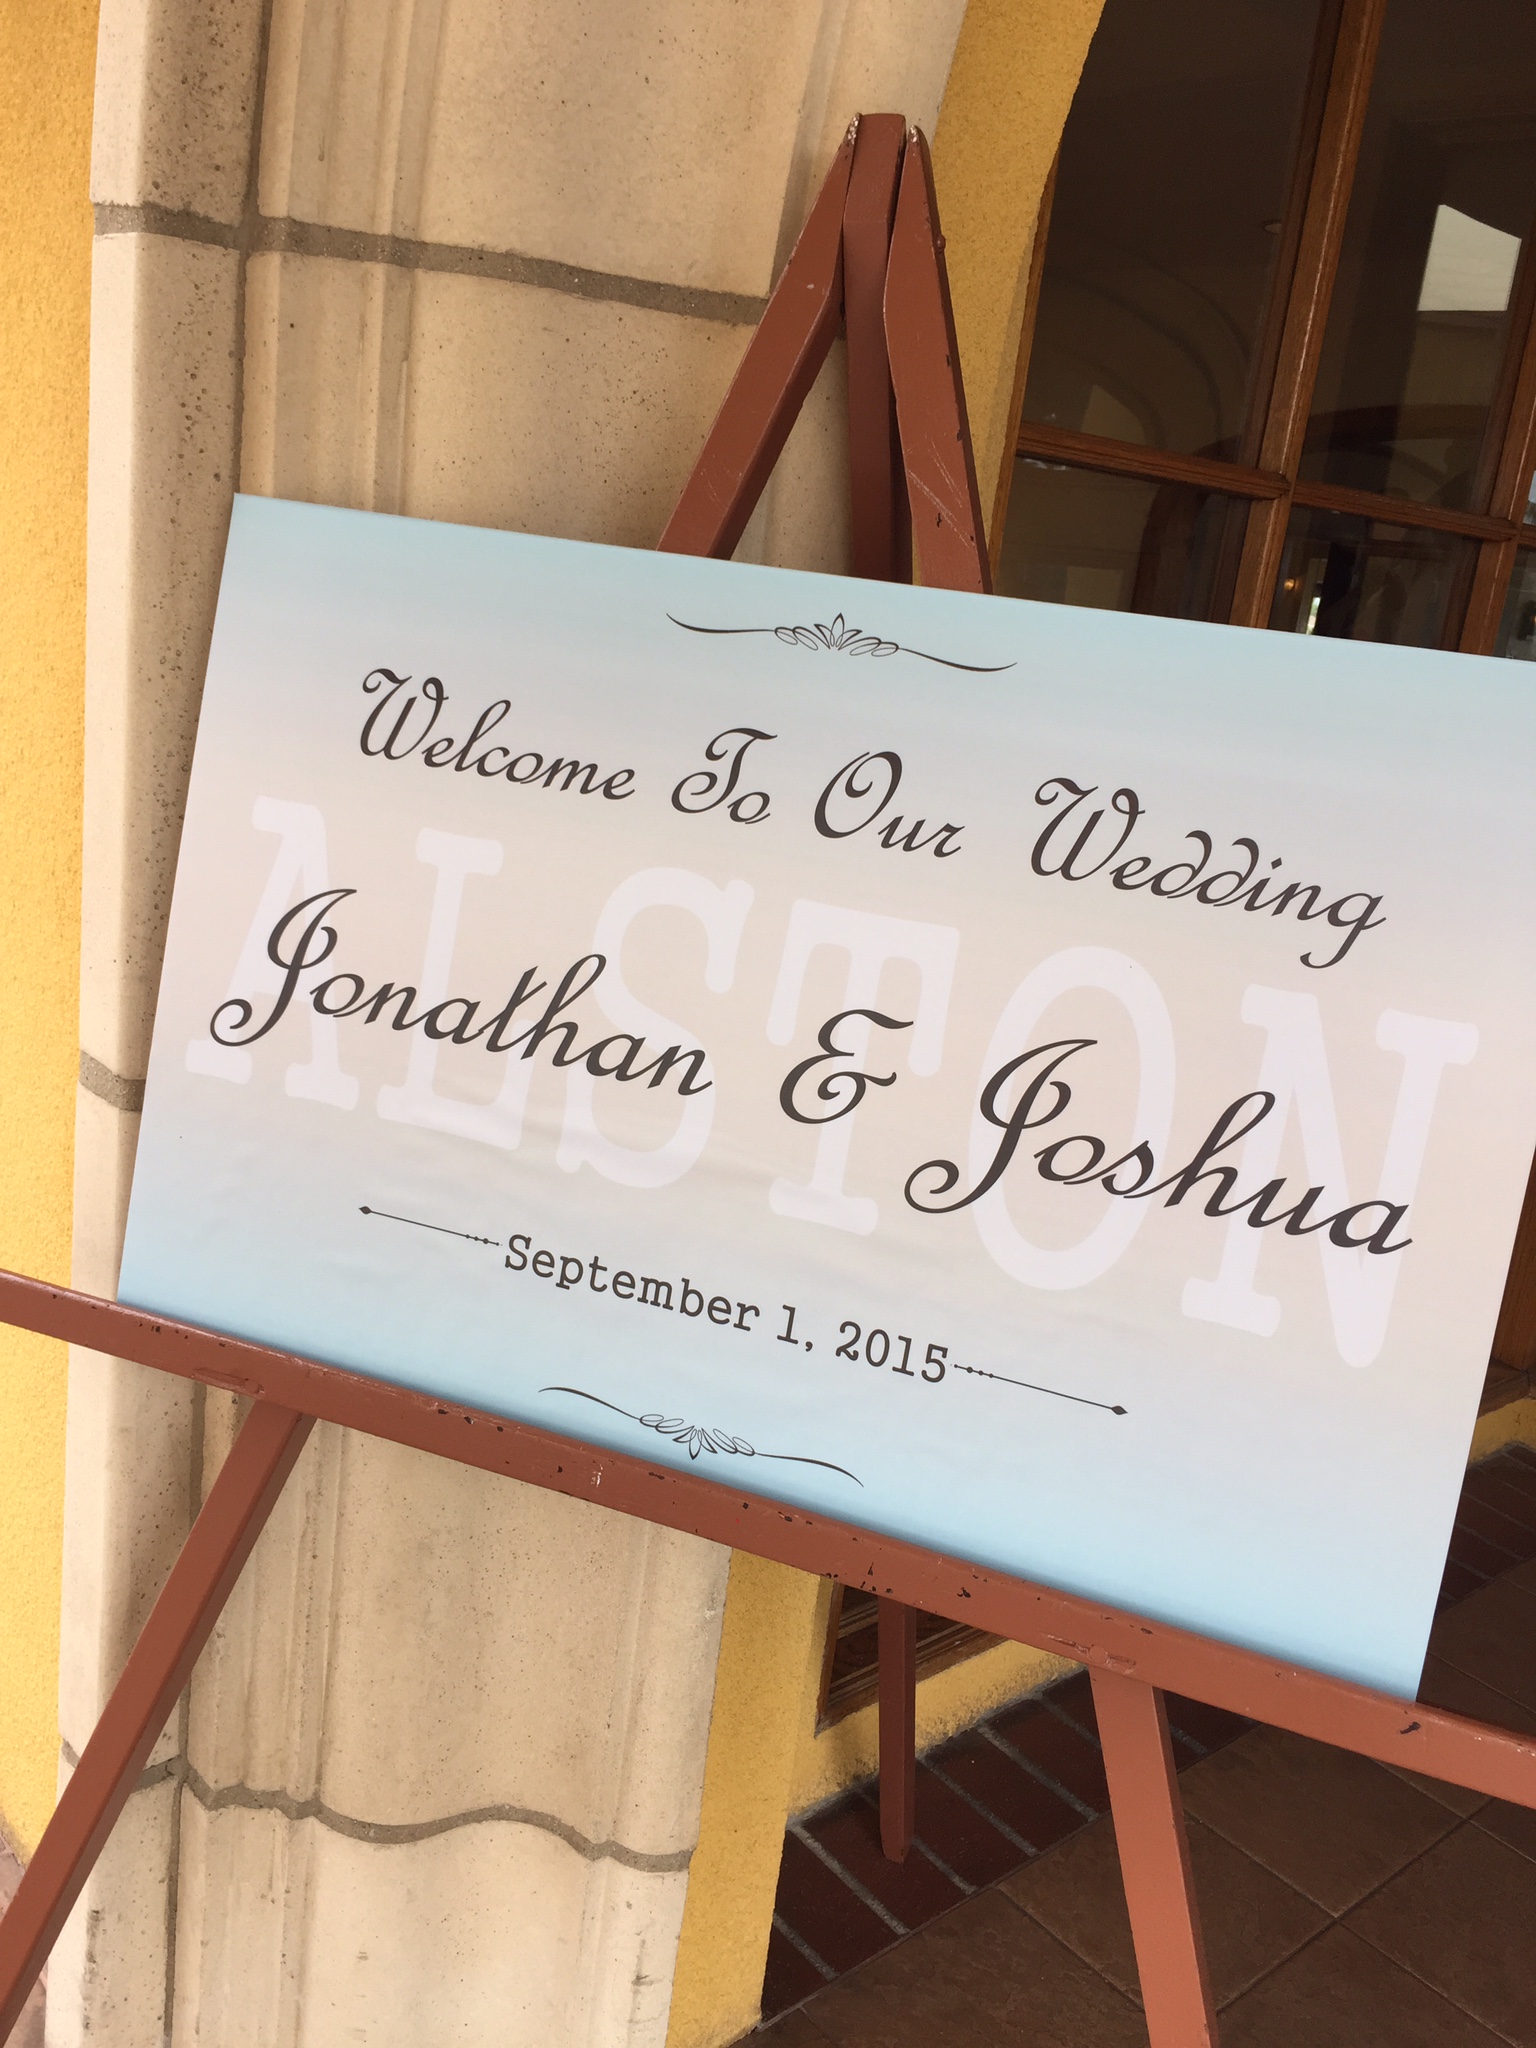 Welcome To Our Wedding
ALSTON
Jonathan & Joshua
September 1, 2015